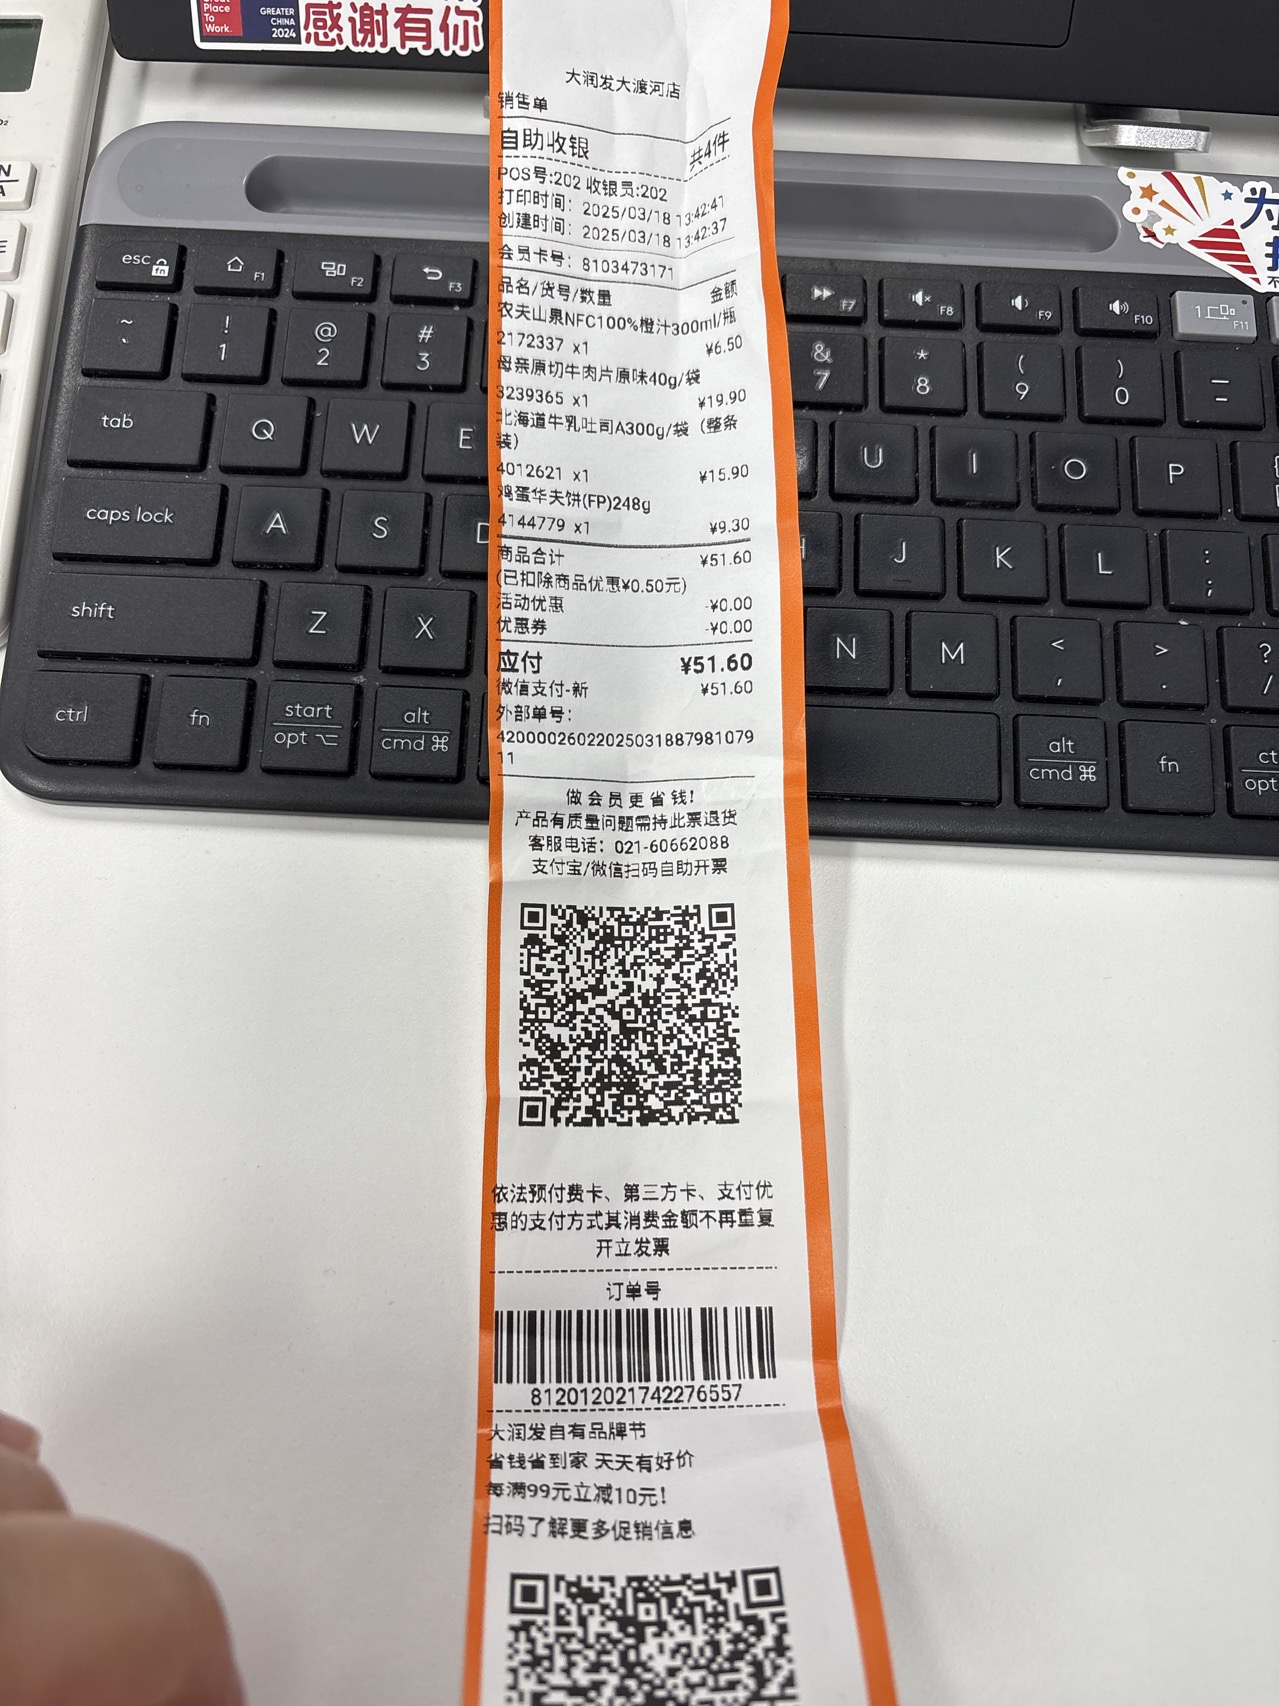 Great
Place
To
Work.
GREATER
CHINA
2024
感谢有你
大润发大渡河店
销售单
自助收银 共4件
POS号:202 收银员:202
打印时间: 2025/03/18 13:42:41
创建时间: 2025/03/18 13:42:37
会员卡号: 8103473171
品名/货号/数量 金额
农夫山泉NFC100%橙汁300ml/瓶
2172337 x1 ¥6.50
母亲原切牛肉片原味40g/袋
3239365 x1 ¥19.90
北海道牛乳吐司A300g/袋 (整条
装)
4012621 x1 ¥15.90
鸡蛋华夫饼(FP)248g
4144779 x1 ¥9.30
商品合计 ¥51.60
(已扣除商品优惠¥0.50元)
活动优惠 -¥0.00
优惠券 -¥0.00
应付 ¥51.60
微信支付-新 ¥51.60
外部单号:
42000026022025031887981079
11
做会员更省钱!
产品有质量问题需持此票退货
客服电话: 021-60662088
支付宝/微信扫码自助开票
依法预付费卡、第三方卡、支付优
惠的支付方式其消费金额不再重复
开立发票
订单号
812012021742276557
大润发自有品牌节
省钱省到家 天天有好价
每满99元立减10元!
扫码了解更多促销信息
esc fn F1 F2 F3 F7 F8 F9 F10 F11
~ ! 1 @ 2 # 3 & 7 * 8 ( 9 ) 0
tab Q W E U I O P
caps lock A S D J K L : ;
shift Z X N M < , > . ? /
ctrl fn start opt alt cmd alt cmd fn ct opt